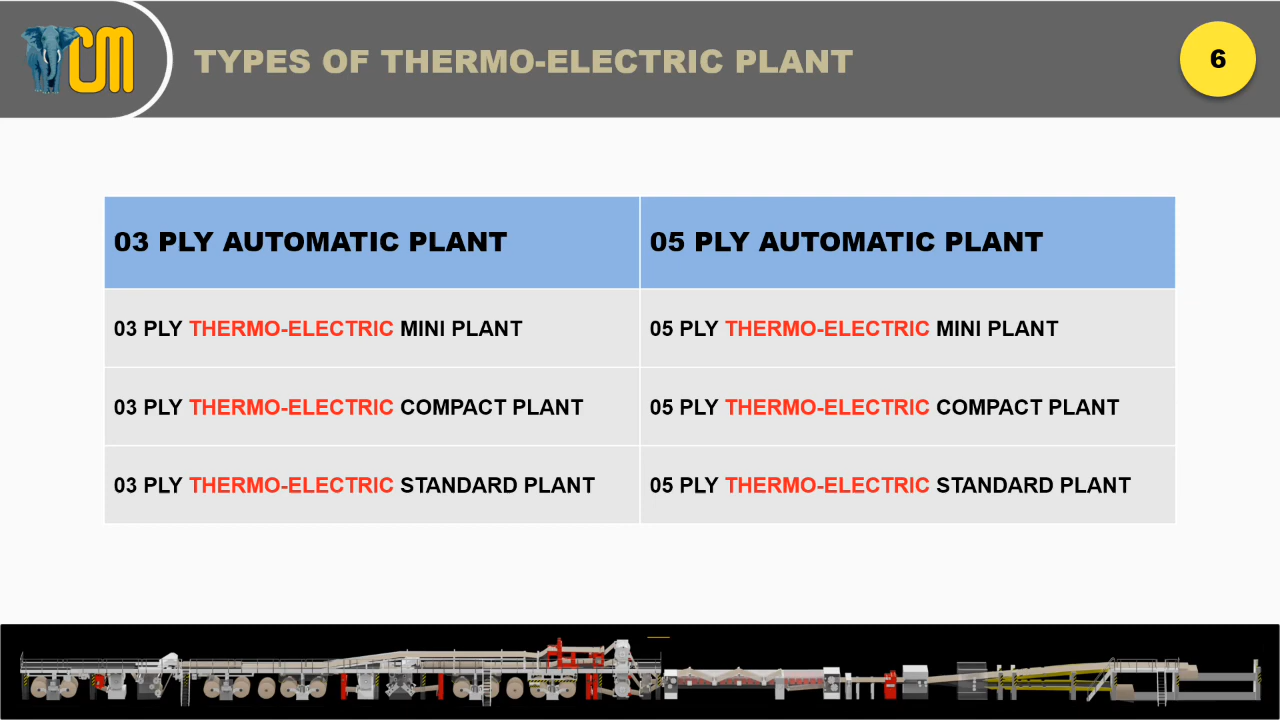 CM
TYPES OF THERMO-ELECTRIC PLANT
6
03 PLY AUTOMATIC PLANT
05 PLY AUTOMATIC PLANT
03 PLY THERMO-ELECTRIC MINI PLANT
05 PLY THERMO-ELECTRIC MINI PLANT
03 PLY THERMO-ELECTRIC COMPACT PLANT
05 PLY THERMO-ELECTRIC COMPACT PLANT
03 PLY THERMO-ELECTRIC STANDARD PLANT
05 PLY THERMO-ELECTRIC STANDARD PLANT